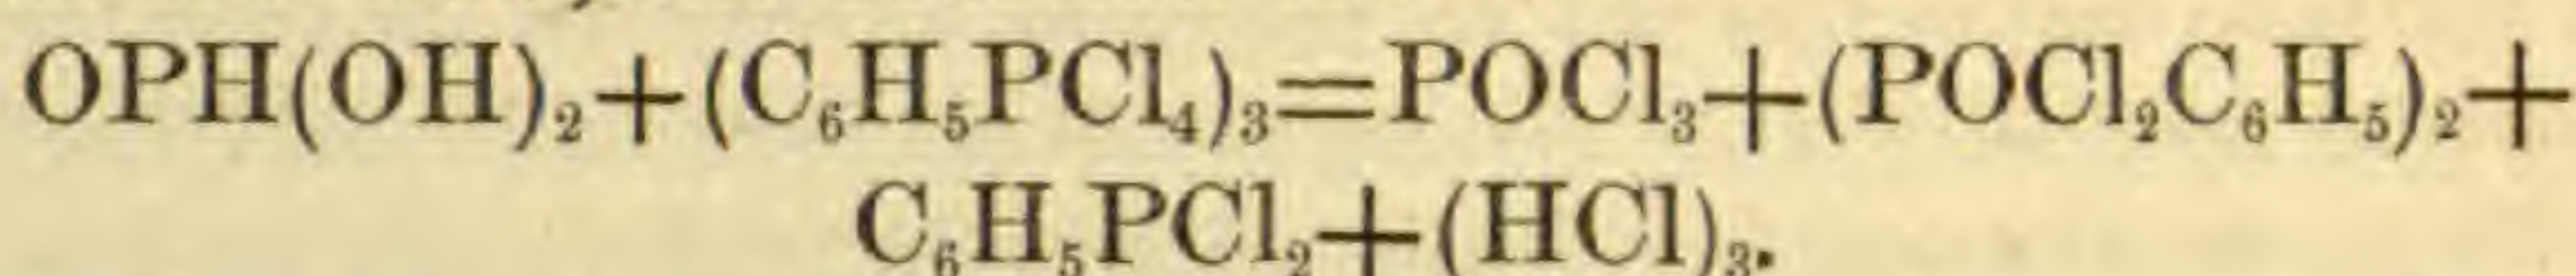 OPH(OH)₂+(C₆H₅PCl₄)₃=POCl₃+(POCl₂C₆H₅)₂+
C₆H₅PCl₂+(HCl)₃.